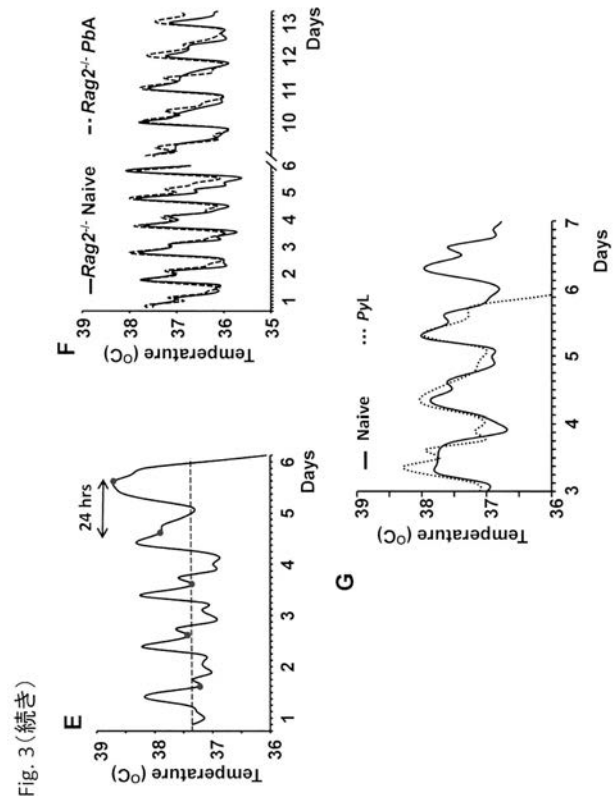 Fig. 3 (続き)
E
24 hrs
Temperature (°C)
39
38
37
36
1 2 3 4 5 6
Days
F
— Rag2⁻/⁻ Naive -- Rag2⁻/⁻ PbA
Temperature (°C)
39
38
37
36
35
1 2 3 4 5 6 10 11 12 13
Days
G
— Naive ··· PyL
Temperature (°C)
39
38
37
36
3 4 5 6 7
Days